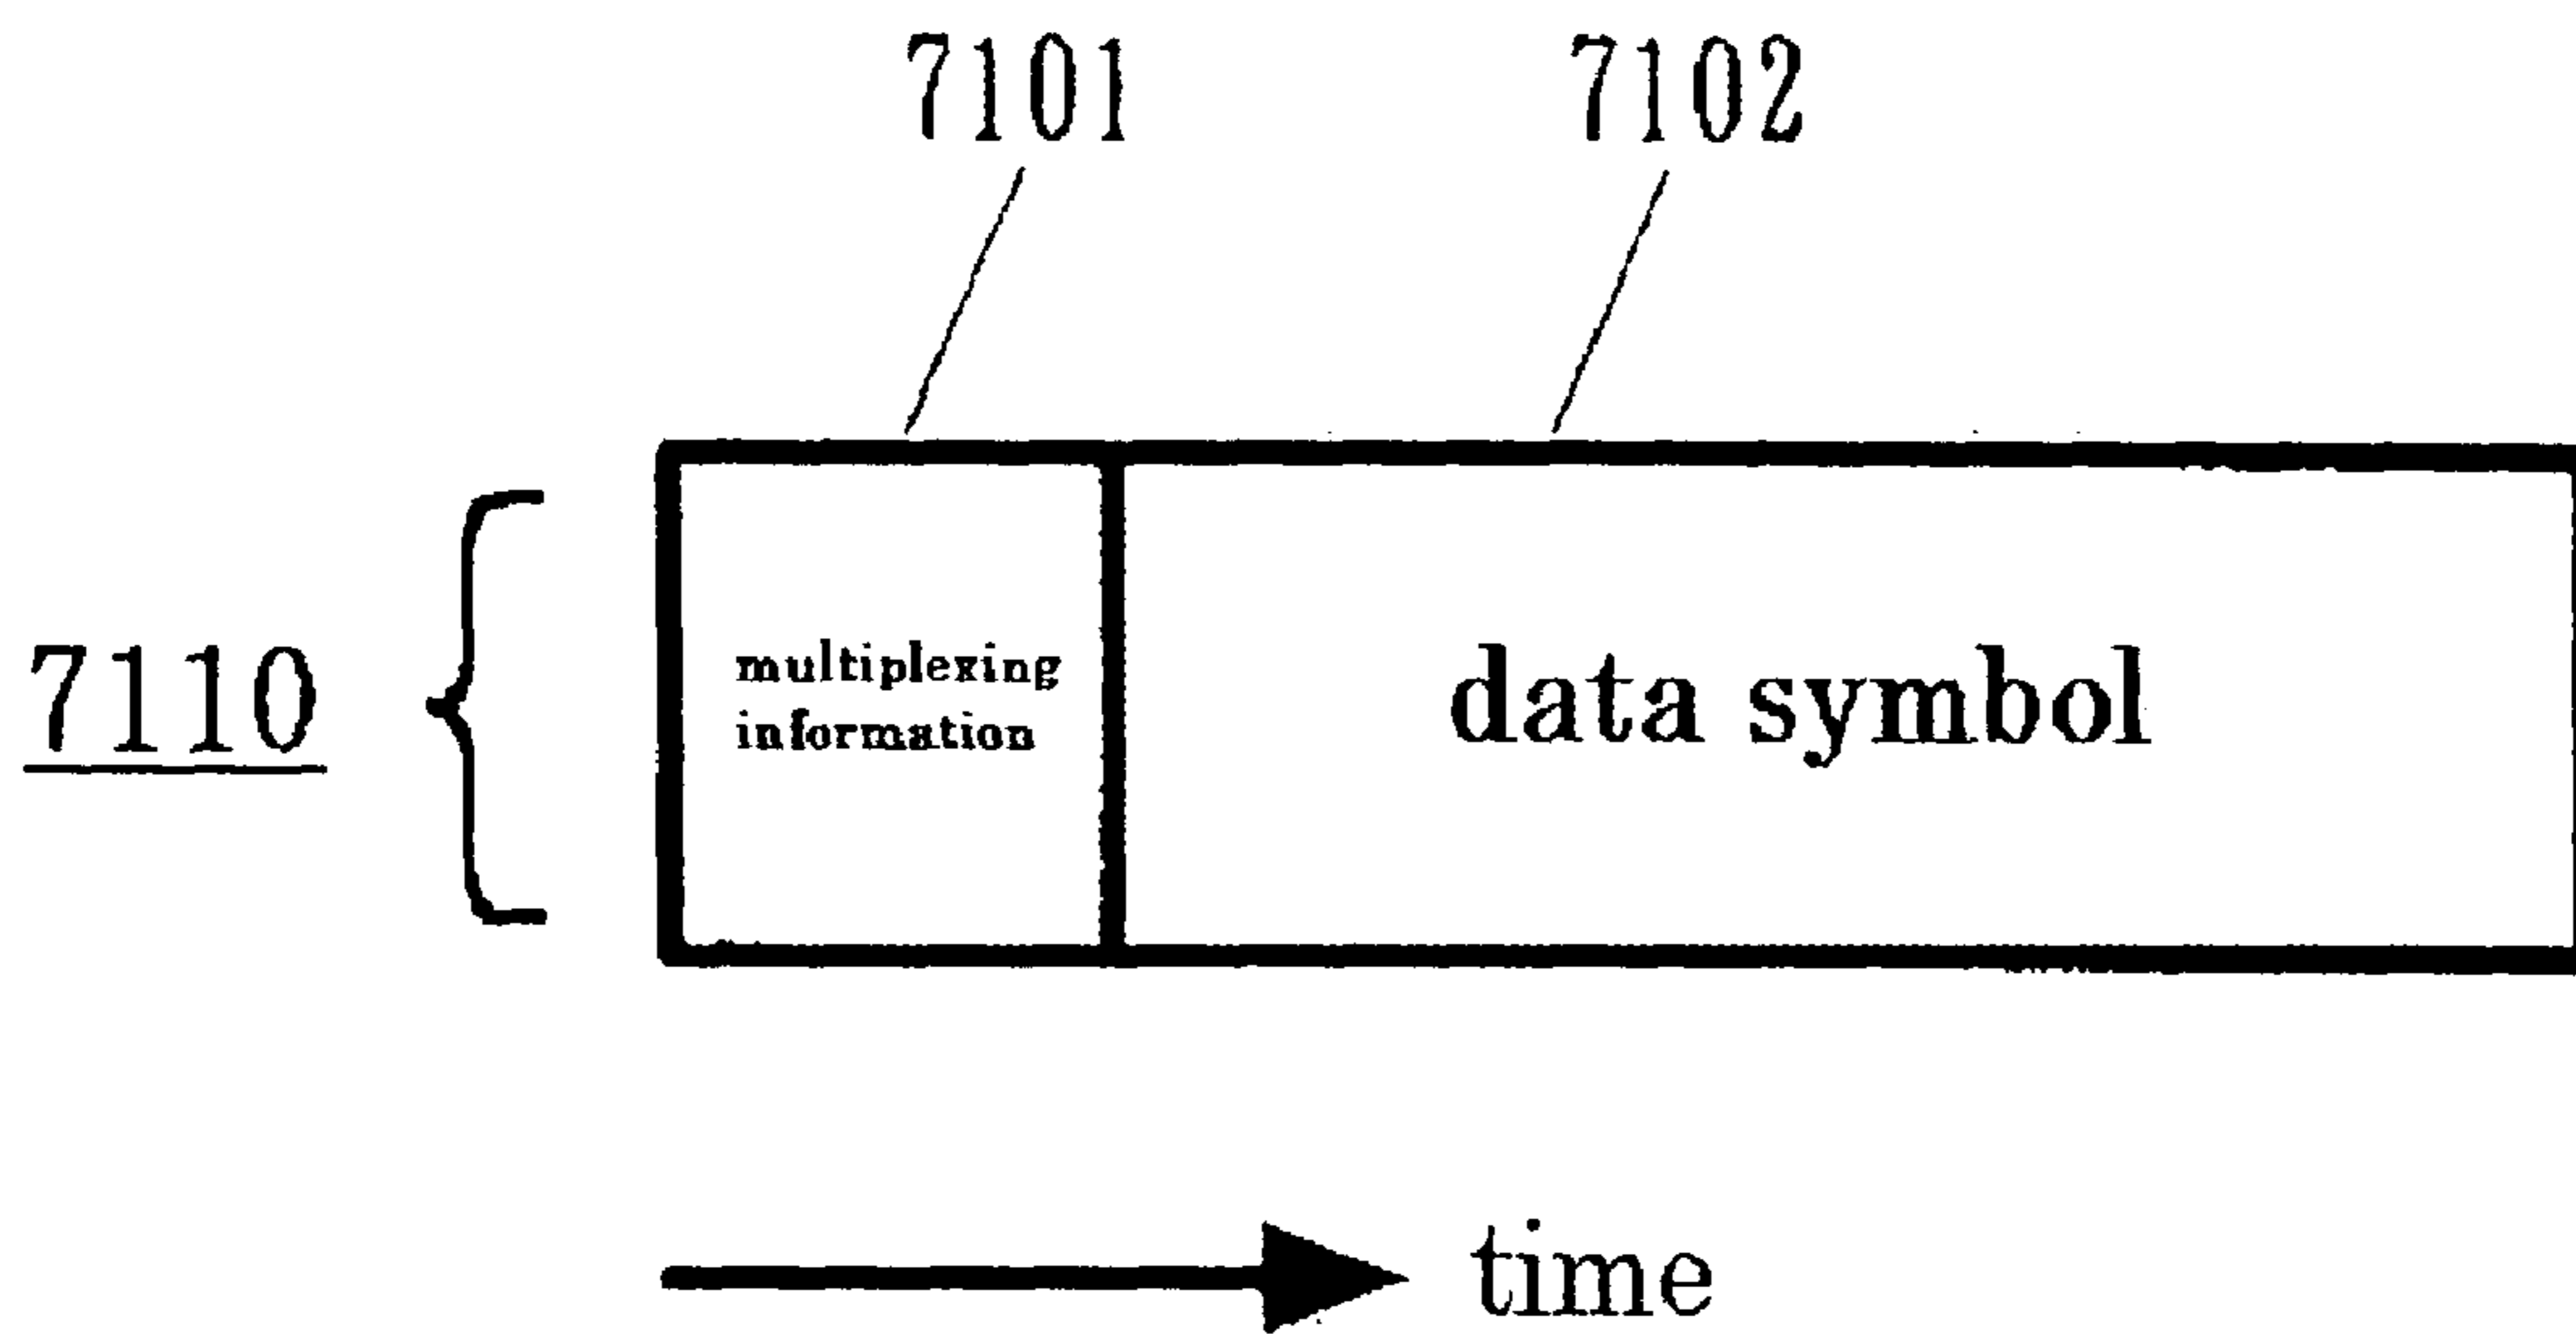 7101 7102
7110
multiplexing
information
data symbol
time